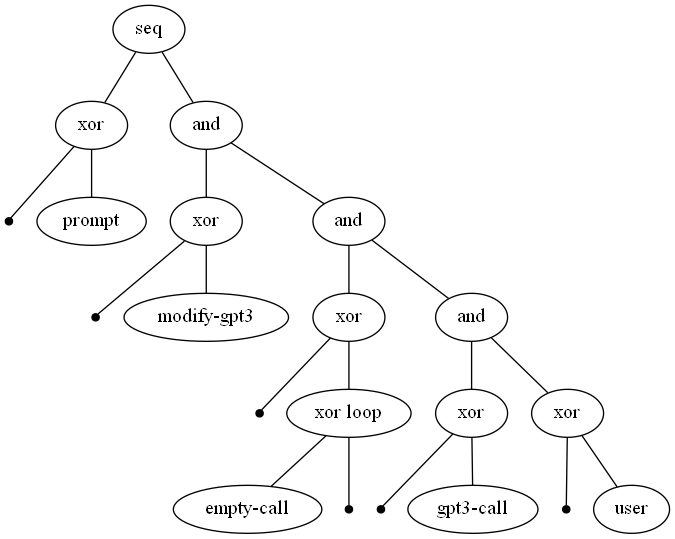 seq
xor
and
prompt
xor
and
modify-gpt3
xor
and
xor loop
xor
xor
empty-call
gpt3-call
user